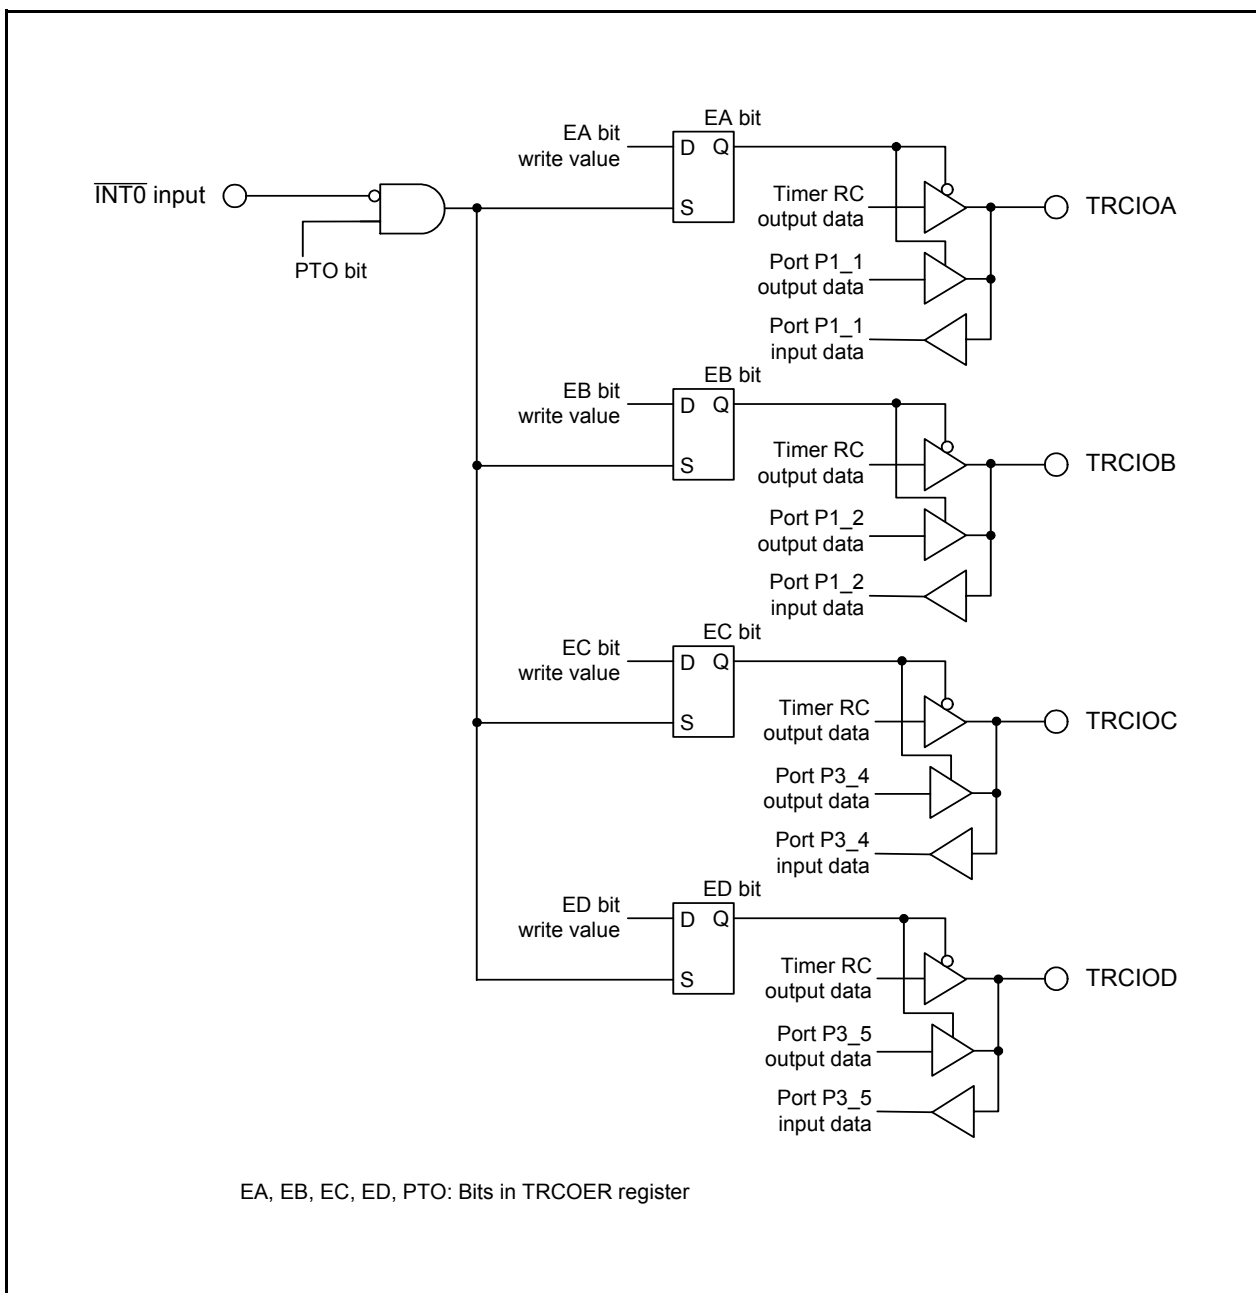 EA bit
EA bit
write value
D Q
S
INT0 input
PTO bit
Timer RC
output data
TRCIOA
Port P1_1
output data
Port P1_1
input data
EB bit
EB bit
write value
D Q
S
Timer RC
output data
TRCIOB
Port P1_2
output data
Port P1_2
input data
EC bit
EC bit
write value
D Q
S
Timer RC
output data
TRCIOC
Port P3_4
output data
Port P3_4
input data
ED bit
ED bit
write value
D Q
S
Timer RC
output data
TRCIOD
Port P3_5
output data
Port P3_5
input data
EA, EB, EC, ED, PTO: Bits in TRCOER register